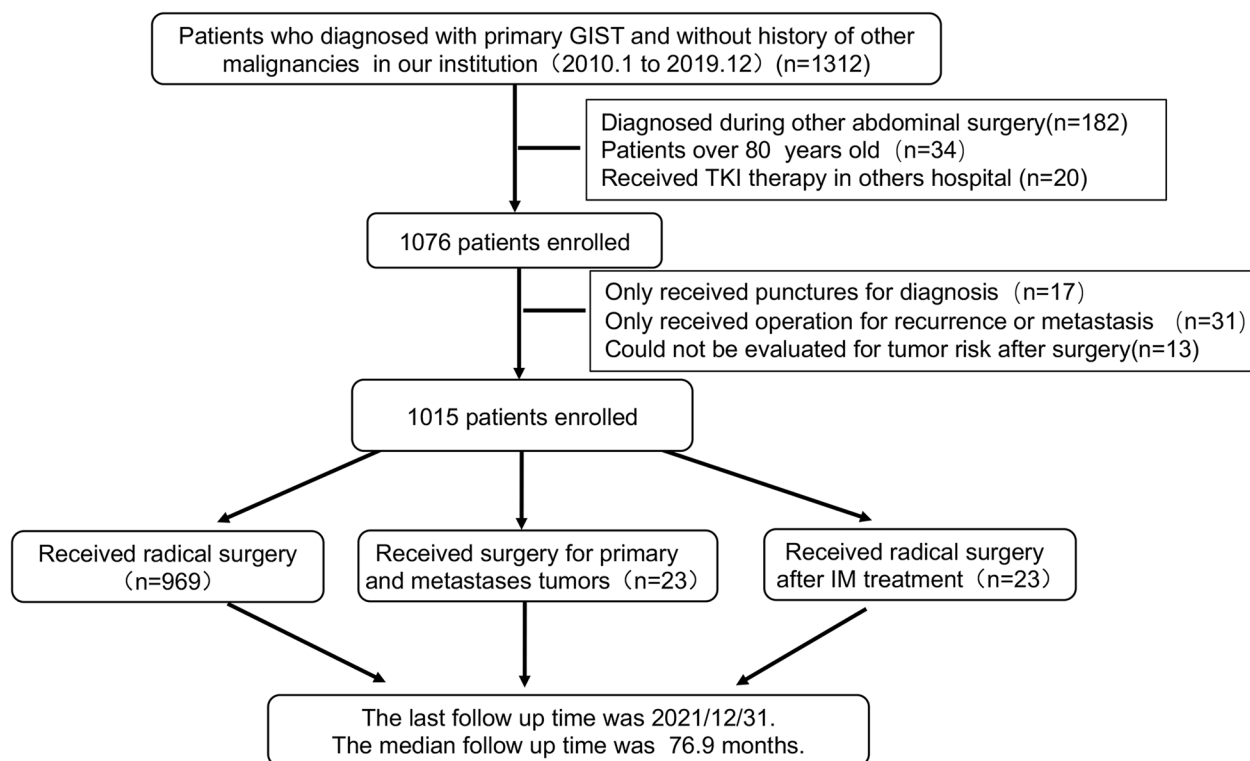 Patients who diagnosed with primary GIST and without history of other
malignancies in our institution（2010.1 to 2019.12）(n=1312)
Diagnosed during other abdominal surgery(n=182)
Patients over 80 years old（n=34）
Received TKI therapy in others hospital (n=20)
1076 patients enrolled
Only received punctures for diagnosis（n=17）
Only received operation for recurrence or metastasis（n=31）
Could not be evaluated for tumor risk after surgery(n=13)
1015 patients enrolled
Received radical surgery
（n=969）
Received surgery for primary
and metastases tumors（n=23）
Received radical surgery
after IM treatment（n=23）
The last follow up time was 2021/12/31.
The median follow up time was 76.9 months.